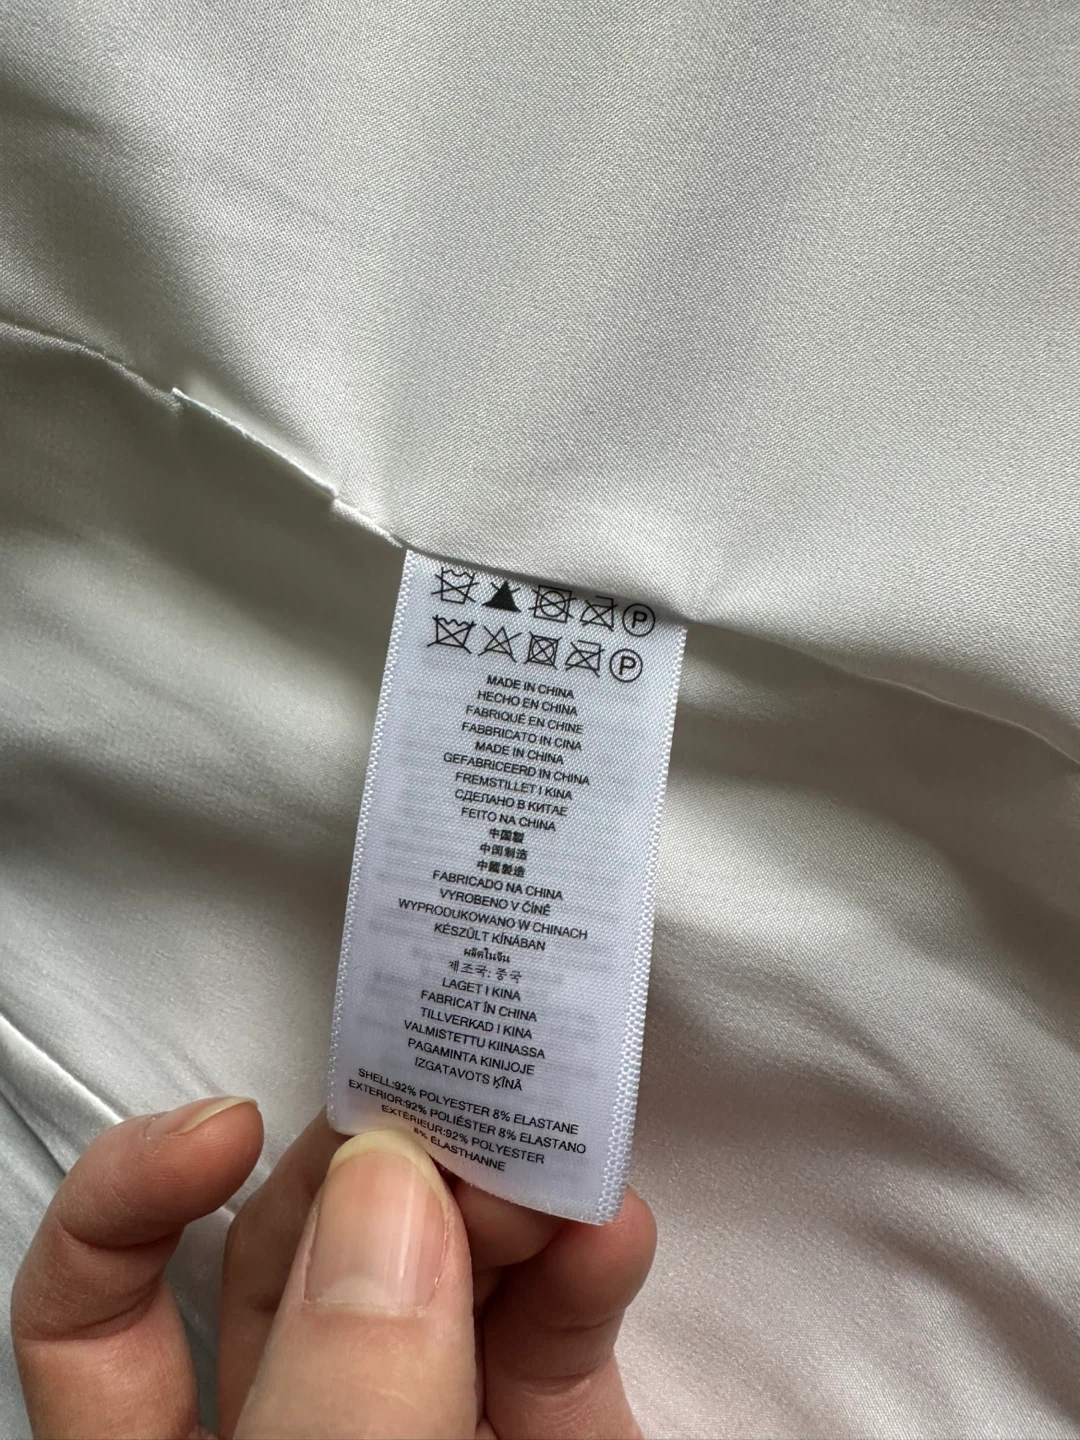 P
P
MADE IN CHINA
HECHO EN CHINA
FABRIQUÉ EN CHINE
FABBRICATO IN CINA
MADE IN CHINA
GEFABRICEERD IN CHINA
FREMSTILLET I KINA
СДЕЛАНО В КИТАЕ
FEITO NA CHINA
中国製
中国制造
中國製造
FABRICADO NA CHINA
VYROBENO V ČÍNĚ
WYPRODUKOWANO W CHINACH
KÉSZÜLT KÍNÁBAN
ผลิตในจีน
제조국: 중국
LAGET I KINA
FABRICAT ÎN CHINA
TILLVERKAD I KINA
VALMISTETTU KIINASSA
PAGAMINTA KINIJOJE
IZGATAVOTS ĶĪNĀ
SHELL:92% POLYESTER 8% ELASTANE
EXTERIOR:92% POLIÉSTER 8% ELASTANO
EXTÉRIEUR:92% POLYESTER
8% ÉLASTHANNE